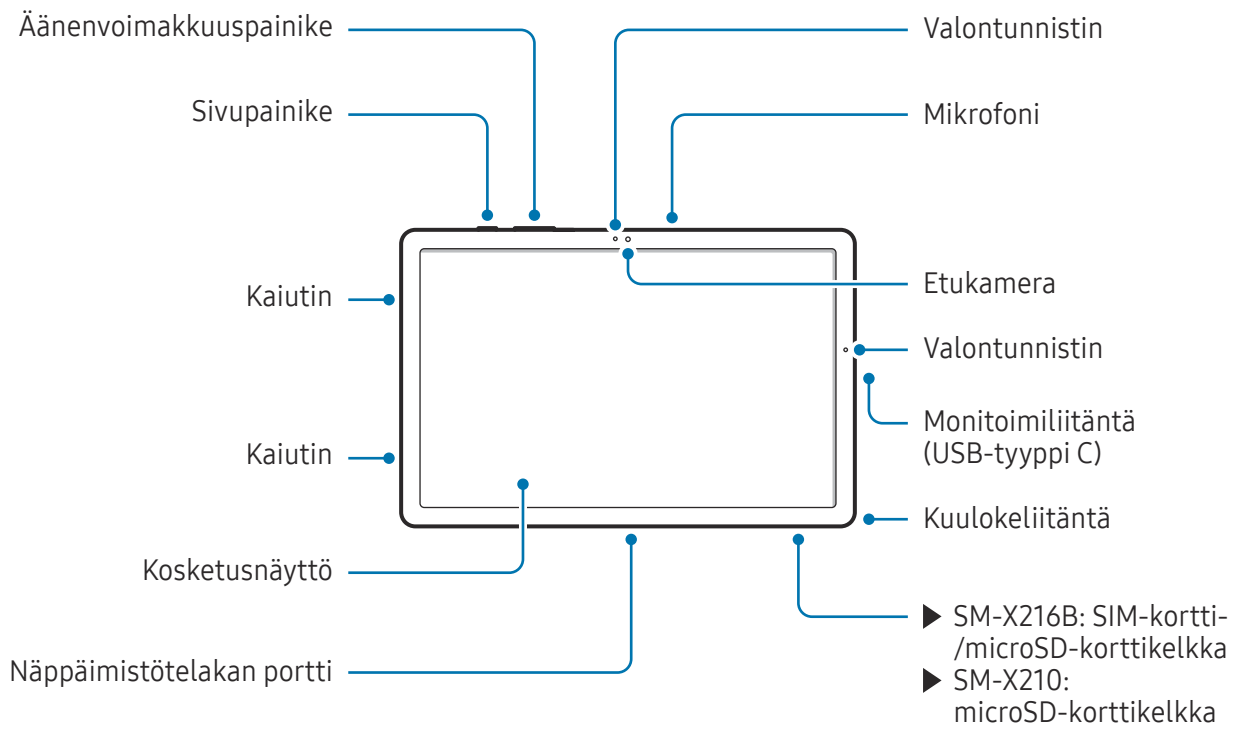 Äänenvoimakkuuspainike
Sivupainike
Kaiutin
Kaiutin
Kosketusnäyttö
Näppäimistötelakan portti
Valontunnistin
Mikrofoni
Etukamera
Valontunnistin
Monitoimiliitäntä
(USB-tyyppi C)
Kuulokeliitäntä
▶ SM-X216B: SIM-kortti-
/microSD-korttikelkka
▶ SM-X210:
microSD-korttikelkka